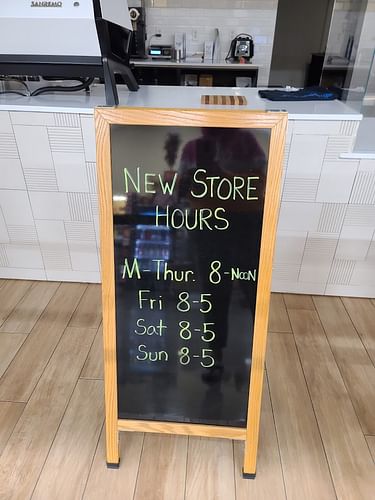 SANREMO
NEW STORE
HOURS
M-Thur. 8-NOON
Fri 8-5
Sat 8-5
Sun 8-5